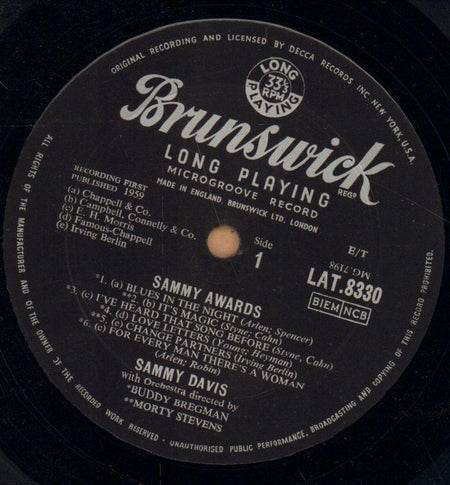 ORIGINAL RECORDING AND LICENSED BY DECCA RECORDS INC NEW YORK, U.S.A.
LONG
33⅓
RPM
PLAYING
Brunswick
REGD.
LONG PLAYING
MICROGROOVE RECORD
MADE IN ENGLAND BRUNSWICK LTD. LONDON
RECORDING FIRST
PUBLISHED 1959
(a) Chappell & Co.
(b) Campbell, Connelly & Co.
(c) E. H. Morris
(d) Famous-Chappell
(e) Irving Berlin
Side
1
E/T
MG.7198
LAT.8330
BIEM NCB
SAMMY AWARDS
*1. (a) BLUES IN THE NIGHT (Arlen; Spencer)
**2. (b) IT'S MAGIC (Styne, Cahn)
*3. (c) I'VE HEARD THAT SONG BEFORE (Styne, Cahn)
*4. (d) LOVE LETTERS (Young, Heyman)
**5. (e) CHANGE PARTNERS (Irving Berlin)
*6. (c) FOR EVERY MAN THERE'S A WOMAN
(Arlen; Robin)
SAMMY DAVIS
with Orchestra directed by
*BUDDY BREGMAN
**MORTY STEVENS
ALL RIGHTS OF THE MANUFACTURER AND OF THE OWNER OF THE RECORDED WORK RESERVED - UNAUTHORISED PUBLIC PERFORMANCE, BROADCASTING AND COPYING OF THIS RECORD PROHIBITED.